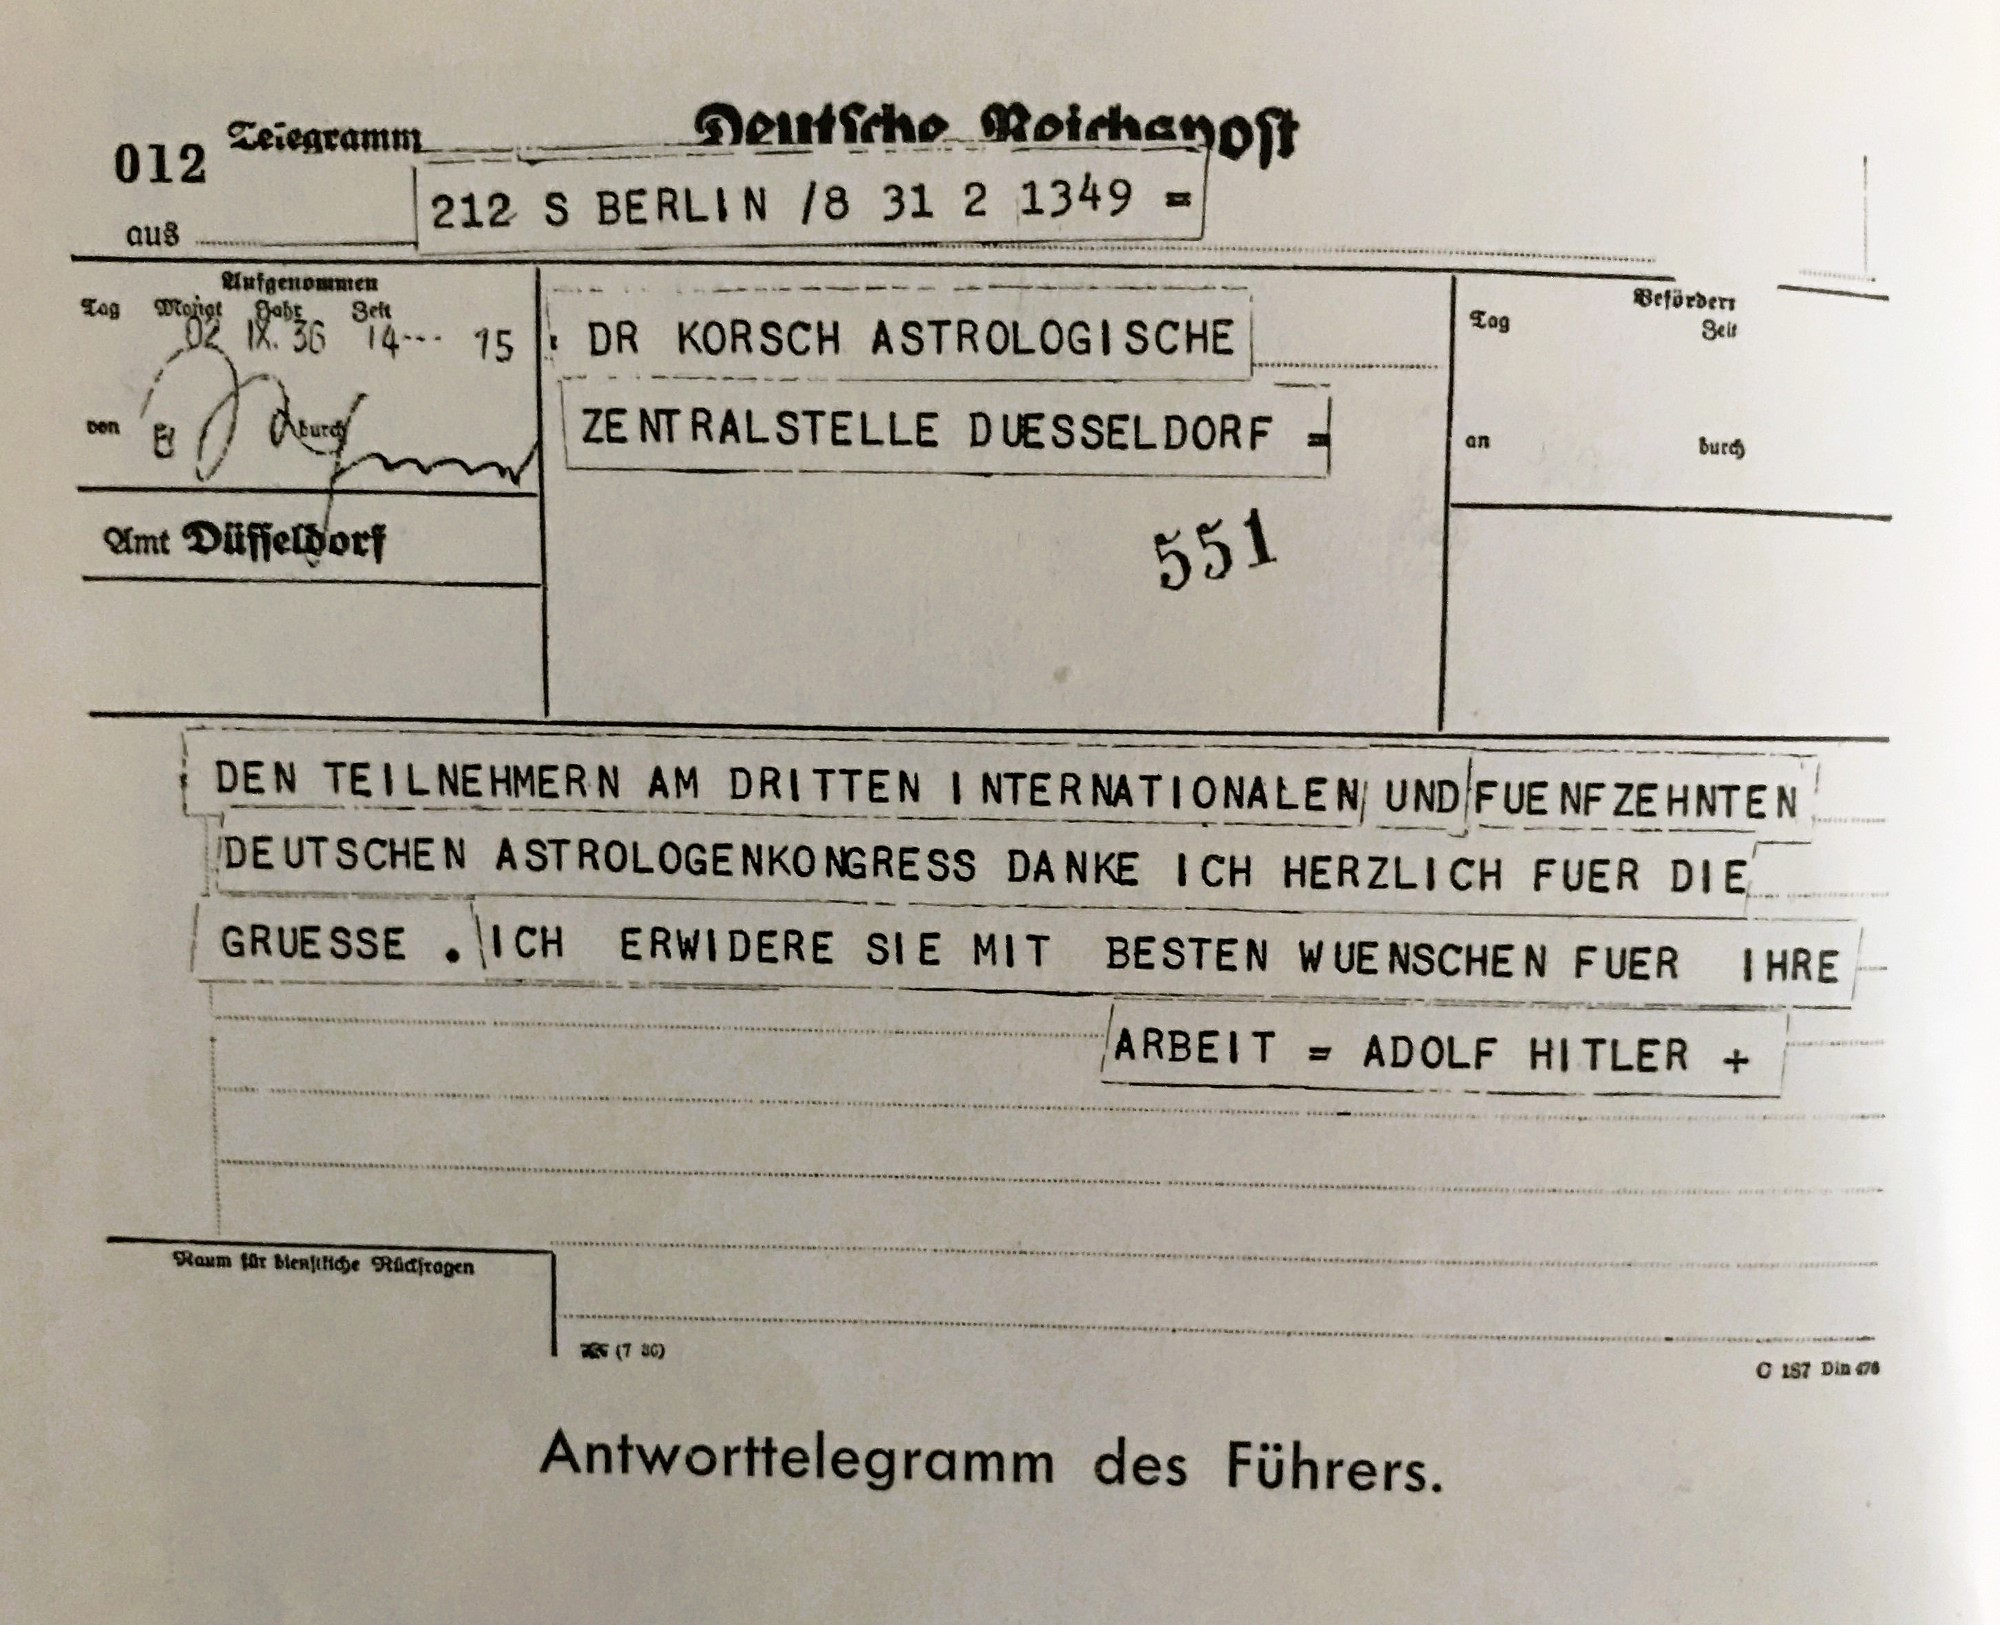 Telegramm Deutsche Reichspost
012
212 S BERLIN /8 31 2 1349 =
aus
Aufgenommen
Tag Monat Jahr Zeit
02 IX. 36 14--- 15
von durch
Amt Düsseldorf
DR KORSCH ASTROLOGISCHE
ZENTRALSTELLE DUESSELDORF =
551
Befördert
Tag Zeit
an durch
DEN TEILNEHMERN AM DRITTEN INTERNATIONALEN UND FUENFZEHNTEN
DEUTSCHEN ASTROLOGENKONGRESS DANKE ICH HERZLICH FUER DIE
GRUESSE . ICH ERWIDERE SIE MIT BESTEN WUENSCHEN FUER IHRE
ARBEIT = ADOLF HITLER +
Raum für dienstliche Rückfragen
(7 36)
C 187 Din 476
Antworttelegramm des Führers.